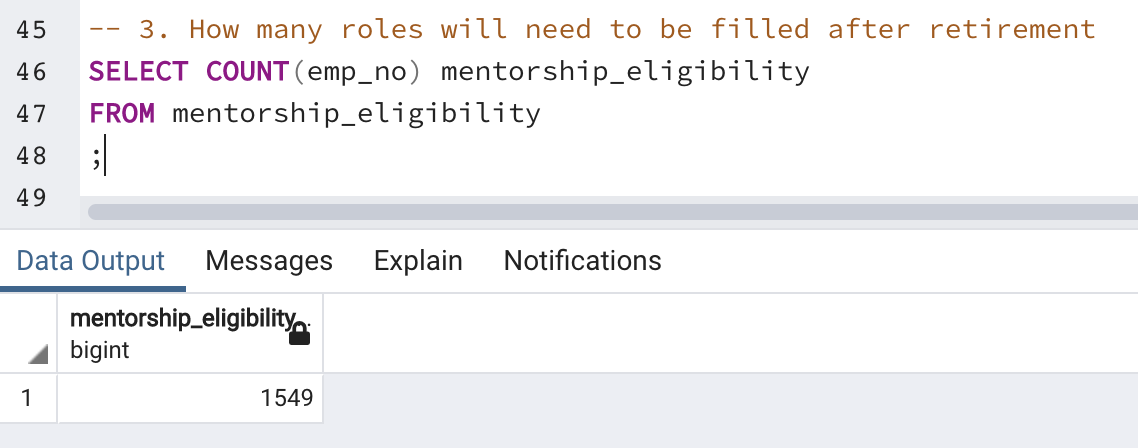 45 -- 3. How many roles will need to be filled after retirement
46 SELECT COUNT(emp_no) mentorship_eligibility
47 FROM mentorship_eligibility
48 ;
49
Data Output Messages Explain Notifications
mentorship_eligibility..
bigint
1 1549